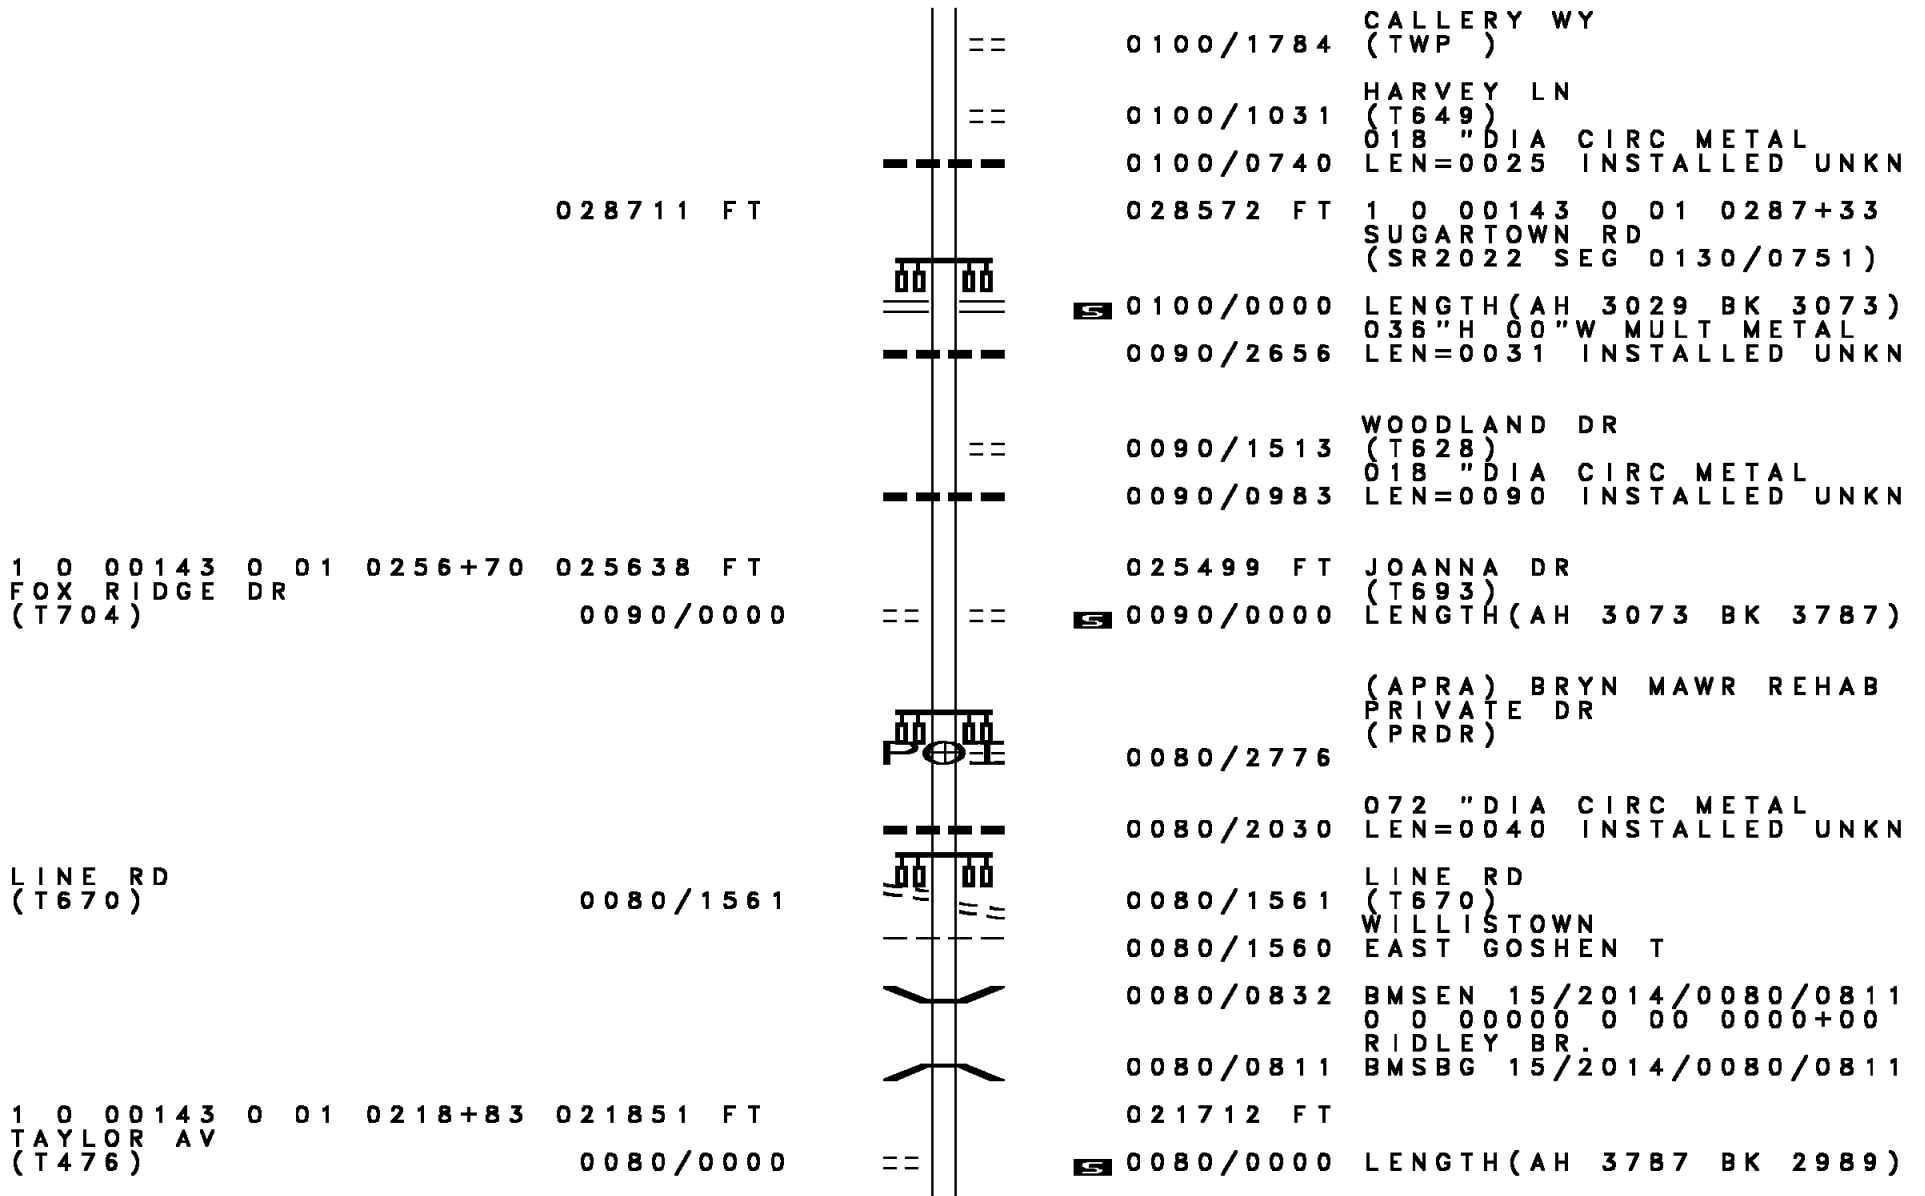 CALLERY WY
0100/1784 (TWP )
HARVEY LN
0100/1031 (T649)
018 "DIA CIRC METAL
0100/0740 LEN=0025 INSTALLED UNKN
028711 FT 028572 FT 1 0 00143 0 01 0287+33
SUGARTOWN RD
(SR2022 SEG 0130/0751)
S 0100/0000 LENGTH(AH 3029 BK 3073)
036"H 00"W MULT METAL
0090/2656 LEN=0031 INSTALLED UNKN
WOODLAND DR
0090/1513 (T628)
018 "DIA CIRC METAL
0090/0983 LEN=0090 INSTALLED UNKN
1 0 00143 0 01 0256+70 025638 FT 025499 FT JOANNA DR
FOX RIDGE DR (T693)
(T704) 0090/0000 S 0090/0000 LENGTH(AH 3073 BK 3787)
(APRA) BRYN MAWR REHAB
PRIVATE DR
(PRDR)
POI 0080/2776
072 "DIA CIRC METAL
0080/2030 LEN=0040 INSTALLED UNKN
LINE RD LINE RD
(T670) 0080/1561 0080/1561 (T670)
WILLISTOWN
0080/1560 EAST GOSHEN T
0080/0832 BMSEN 15/2014/0080/0811
0 0 00000 0 00 0000+00
RIDLEY BR.
0080/0811 BMSBG 15/2014/0080/0811
1 0 00143 0 01 0218+83 021851 FT 021712 FT
TAYLOR AV
(T476) 0080/0000 S 0080/0000 LENGTH(AH 3787 BK 2989)